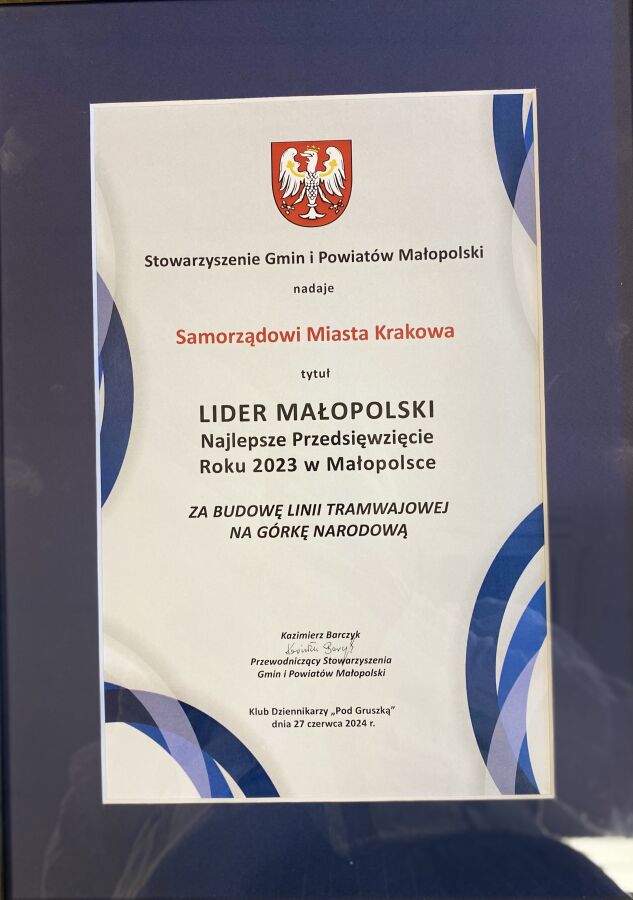 Stowarzyszenie Gmin i Powiatów Małopolski
nadaje
Samorządowi Miasta Krakowa
tytuł
LIDER MAŁOPOLSKI
Najlepsze Przedsięwzięcie
Roku 2023 w Małopolsce
ZA BUDOWĘ LINII TRAMWAJOWEJ
NA GÓRKĘ NARODOWĄ
Kazimierz Barczyk
Przewodniczący Stowarzyszenia
Gmin i Powiatów Małopolski
Klub Dziennikarzy „Pod Gruszką”
dnia 27 czerwca 2024 r.